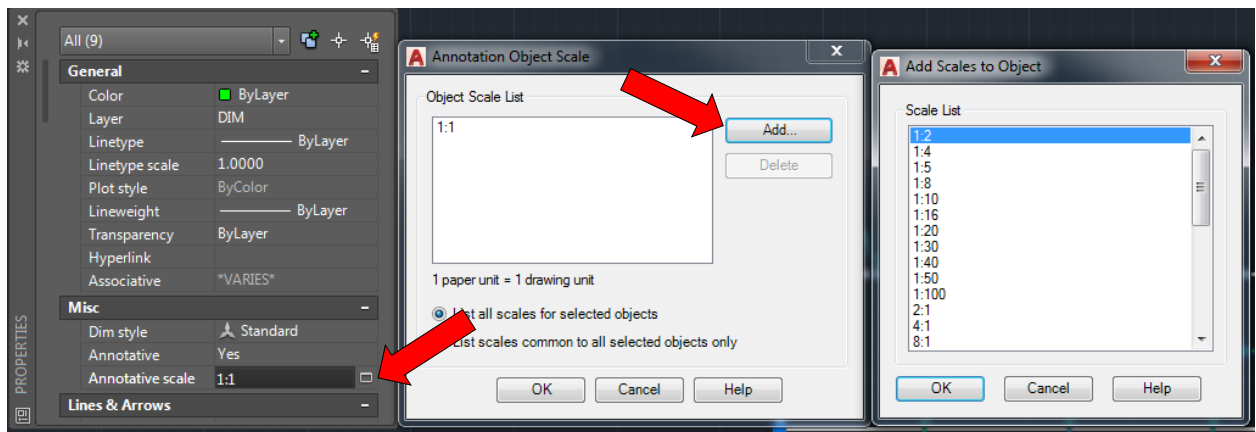 All (9)
General
Color ByLayer
Layer DIM
Linetype ByLayer
Linetype scale 1.0000
Plot style ByColor
Lineweight ByLayer
Transparency ByLayer
Hyperlink
Associative *VARIES*
Misc
Dim style Standard
Annotative Yes
Annotative scale 1:1
Lines & Arrows
PROPERTIES
Annotation Object Scale
Object Scale List
1:1
Add...
Delete
1 paper unit = 1 drawing unit
List all scales for selected objects
List scales common to all selected objects only
OK Cancel Help
Add Scales to Object
Scale List
1:2
1:4
1:5
1:8
1:10
1:16
1:20
1:30
1:40
1:50
1:100
2:1
4:1
8:1
OK Cancel Help